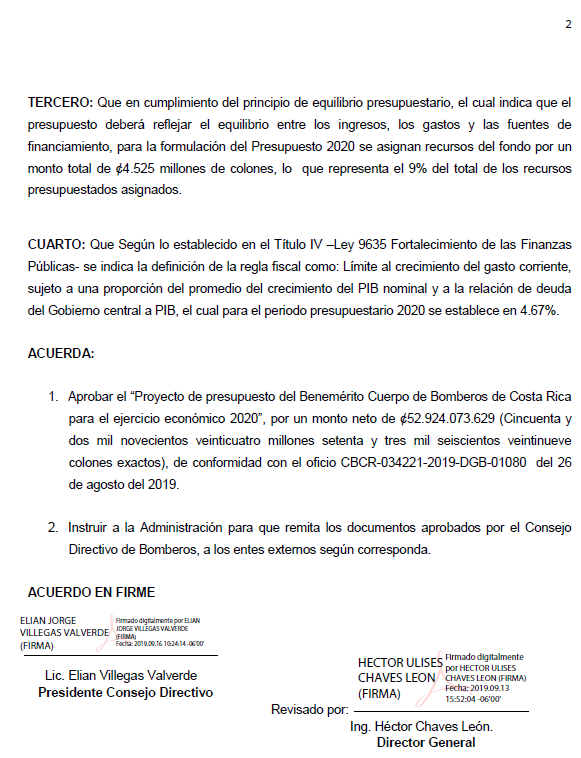 2
TERCERO: Que en cumplimiento del principio de equilibrio presupuestario, el cual indica que el
presupuesto deberá reflejar el equilibrio entre los ingresos, los gastos y las fuentes de
financiamiento, para la formulación del Presupuesto 2020 se asignan recursos del fondo por un
monto total de ¢4.525 millones de colones, lo que representa el 9% del total de los recursos
presupuestados asignados.
CUARTO: Que Según lo establecido en el Título IV –Ley 9635 Fortalecimiento de las Finanzas
Públicas- se indica la definición de la regla fiscal como: Límite al crecimiento del gasto corriente,
sujeto a una proporción del promedio del crecimiento del PIB nominal y a la relación de deuda
del Gobierno central a PIB, el cual para el periodo presupuestario 2020 se establece en 4.67%.
ACUERDA:
1. Aprobar el “Proyecto de presupuesto del Benemérito Cuerpo de Bomberos de Costa Rica
para el ejercicio económico 2020”, por un monto neto de ¢52.924.073.629 (Cincuenta y
dos mil novecientos veinticuatro millones setenta y tres mil seiscientos veintinueve
colones exactos), de conformidad con el oficio CBCR-034221-2019-DGB-01080 del 26
de agosto del 2019.
2. Instruir a la Administración para que remita los documentos aprobados por el Consejo
Directivo de Bomberos, a los entes externos según corresponda.
ACUERDO EN FIRME
ELIAN JORGE
VILLEGAS VALVERDE
(FIRMA)
Firmado digitalmente por ELIAN
JORGE VILLEGAS VALVERDE
(FIRMA)
Fecha: 2019.09.16 10:24:14 -06'00'
Lic. Elian Villegas Valverde
Presidente Consejo Directivo
HECTOR ULISES
CHAVES LEON
(FIRMA)
Firmado digitalmente
por HECTOR ULISES
CHAVES LEON (FIRMA)
Fecha: 2019.09.13
15:52:04 -06'00'
Revisado por:
Ing. Héctor Chaves León.
Director General